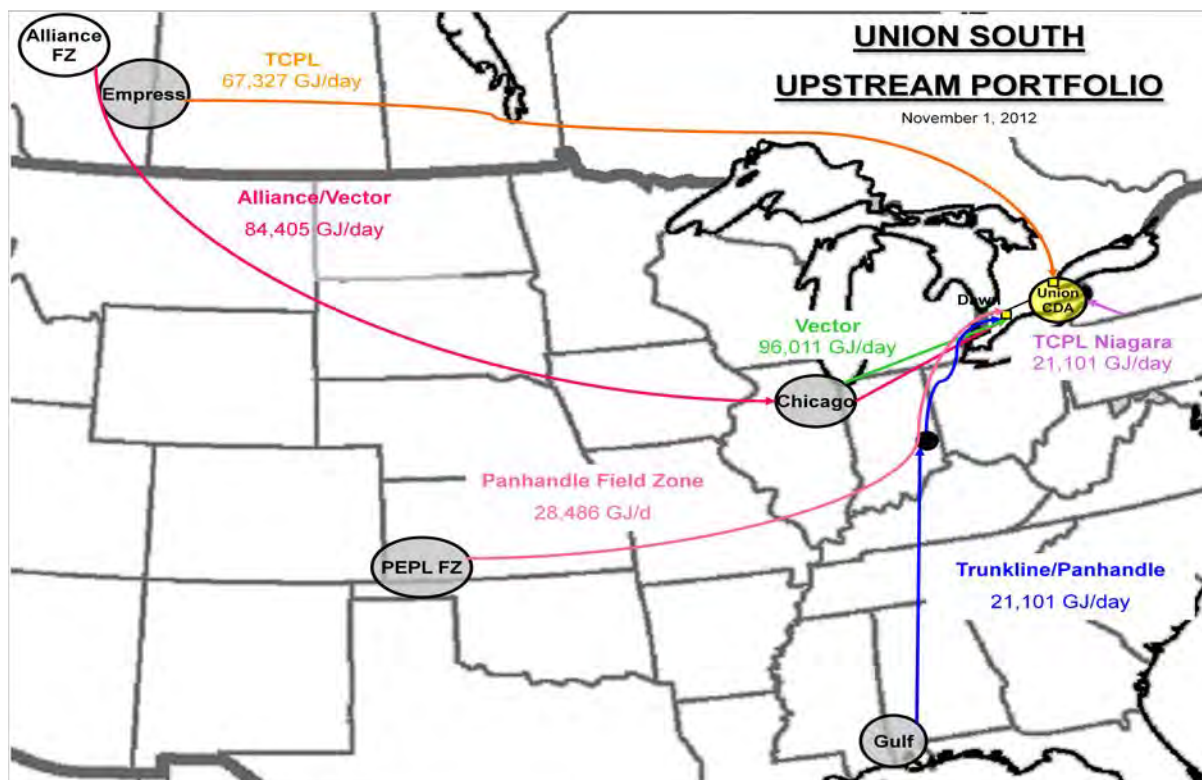 UNION SOUTH
UPSTREAM PORTFOLIO
November 1, 2012
Alliance
FZ
Empress
TCPL
67,327 GJ/day
Alliance/Vector
84,405 GJ/day
Union
CDA
Vector
96,011 GJ/day
TCPL Niagara
21,101 GJ/day
Chicago
Panhandle Field Zone
28,486 GJ/d
PEPL FZ
Trunkline/Panhandle
21,101 GJ/day
Gulf